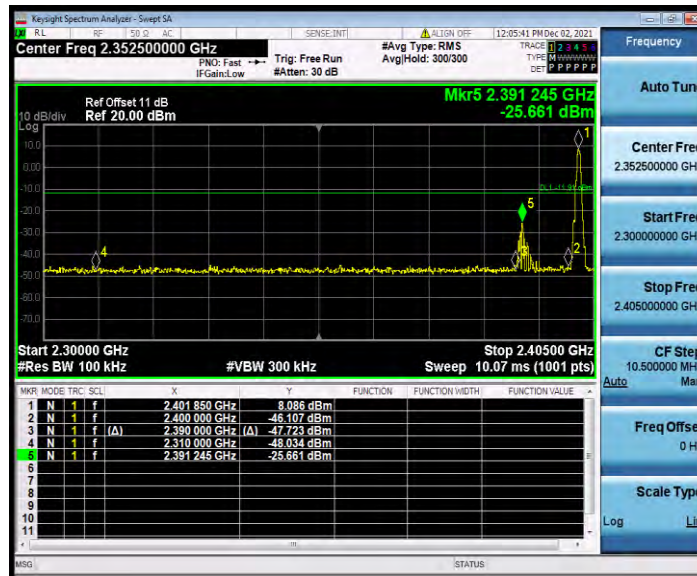 Keysight Spectrum Analyzer - Swept SA
LXI RL RF 50 Ω AC SENSE:INT ALIGN OFF 12:05:41 PM Dec 02, 2021
Center Freq 2.352500000 GHz
PNO: Fast
IFGain:Low
Trig: Free Run
#Atten: 30 dB
#Avg Type: RMS
Avg|Hold: 300/300
TRACE 1 2 3 4 5 6
TYPE M WWWWW
DET P P P P P P
Ref Offset 11 dB
10 dB/div Ref 20.00 dBm
Log
Mkr5 2.391 245 GHz
-25.661 dBm
10.0
0.00
-10.0
-20.0
-30.0
-40.0
-50.0
-60.0
-70.0
1
5
4
2
Start 2.30000 GHz Stop 2.40500 GHz
#Res BW 100 kHz #VBW 300 kHz Sweep 10.07 ms (1001 pts)
MKR MODE TRC SCL X Y FUNCTION FUNCTION WIDTH FUNCTION VALUE
1 N 1 f 2.401 850 GHz 8.086 dBm
2 N 1 f 2.400 000 GHz -46.107 dBm
3 N 1 f (Δ) 2.390 000 GHz (Δ) -47.723 dBm
4 N 1 f 2.310 000 GHz -48.034 dBm
5 N 1 f 2.391 245 GHz -25.661 dBm
6
7
8
9
10
11
MSG STATUS
Frequency
Auto Tun
Center Fre
2.352500000 GH
Start Fre
2.300000000 GH
Stop Fre
2.405000000 GH
CF Step
10.500000 MH
Auto Ma
Freq Offse
0 H
Scale Type
Log Li